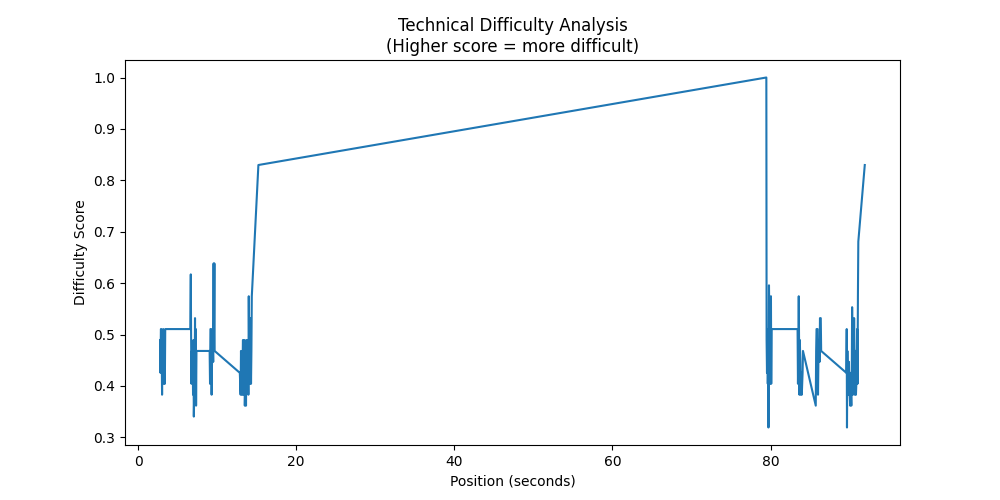 Technical Difficulty Analysis
(Higher score = more difficult)
Difficulty Score
1.0
0.9
0.8
0.7
0.6
0.5
0.4
0.3
0 20 40 60 80
Position (seconds)